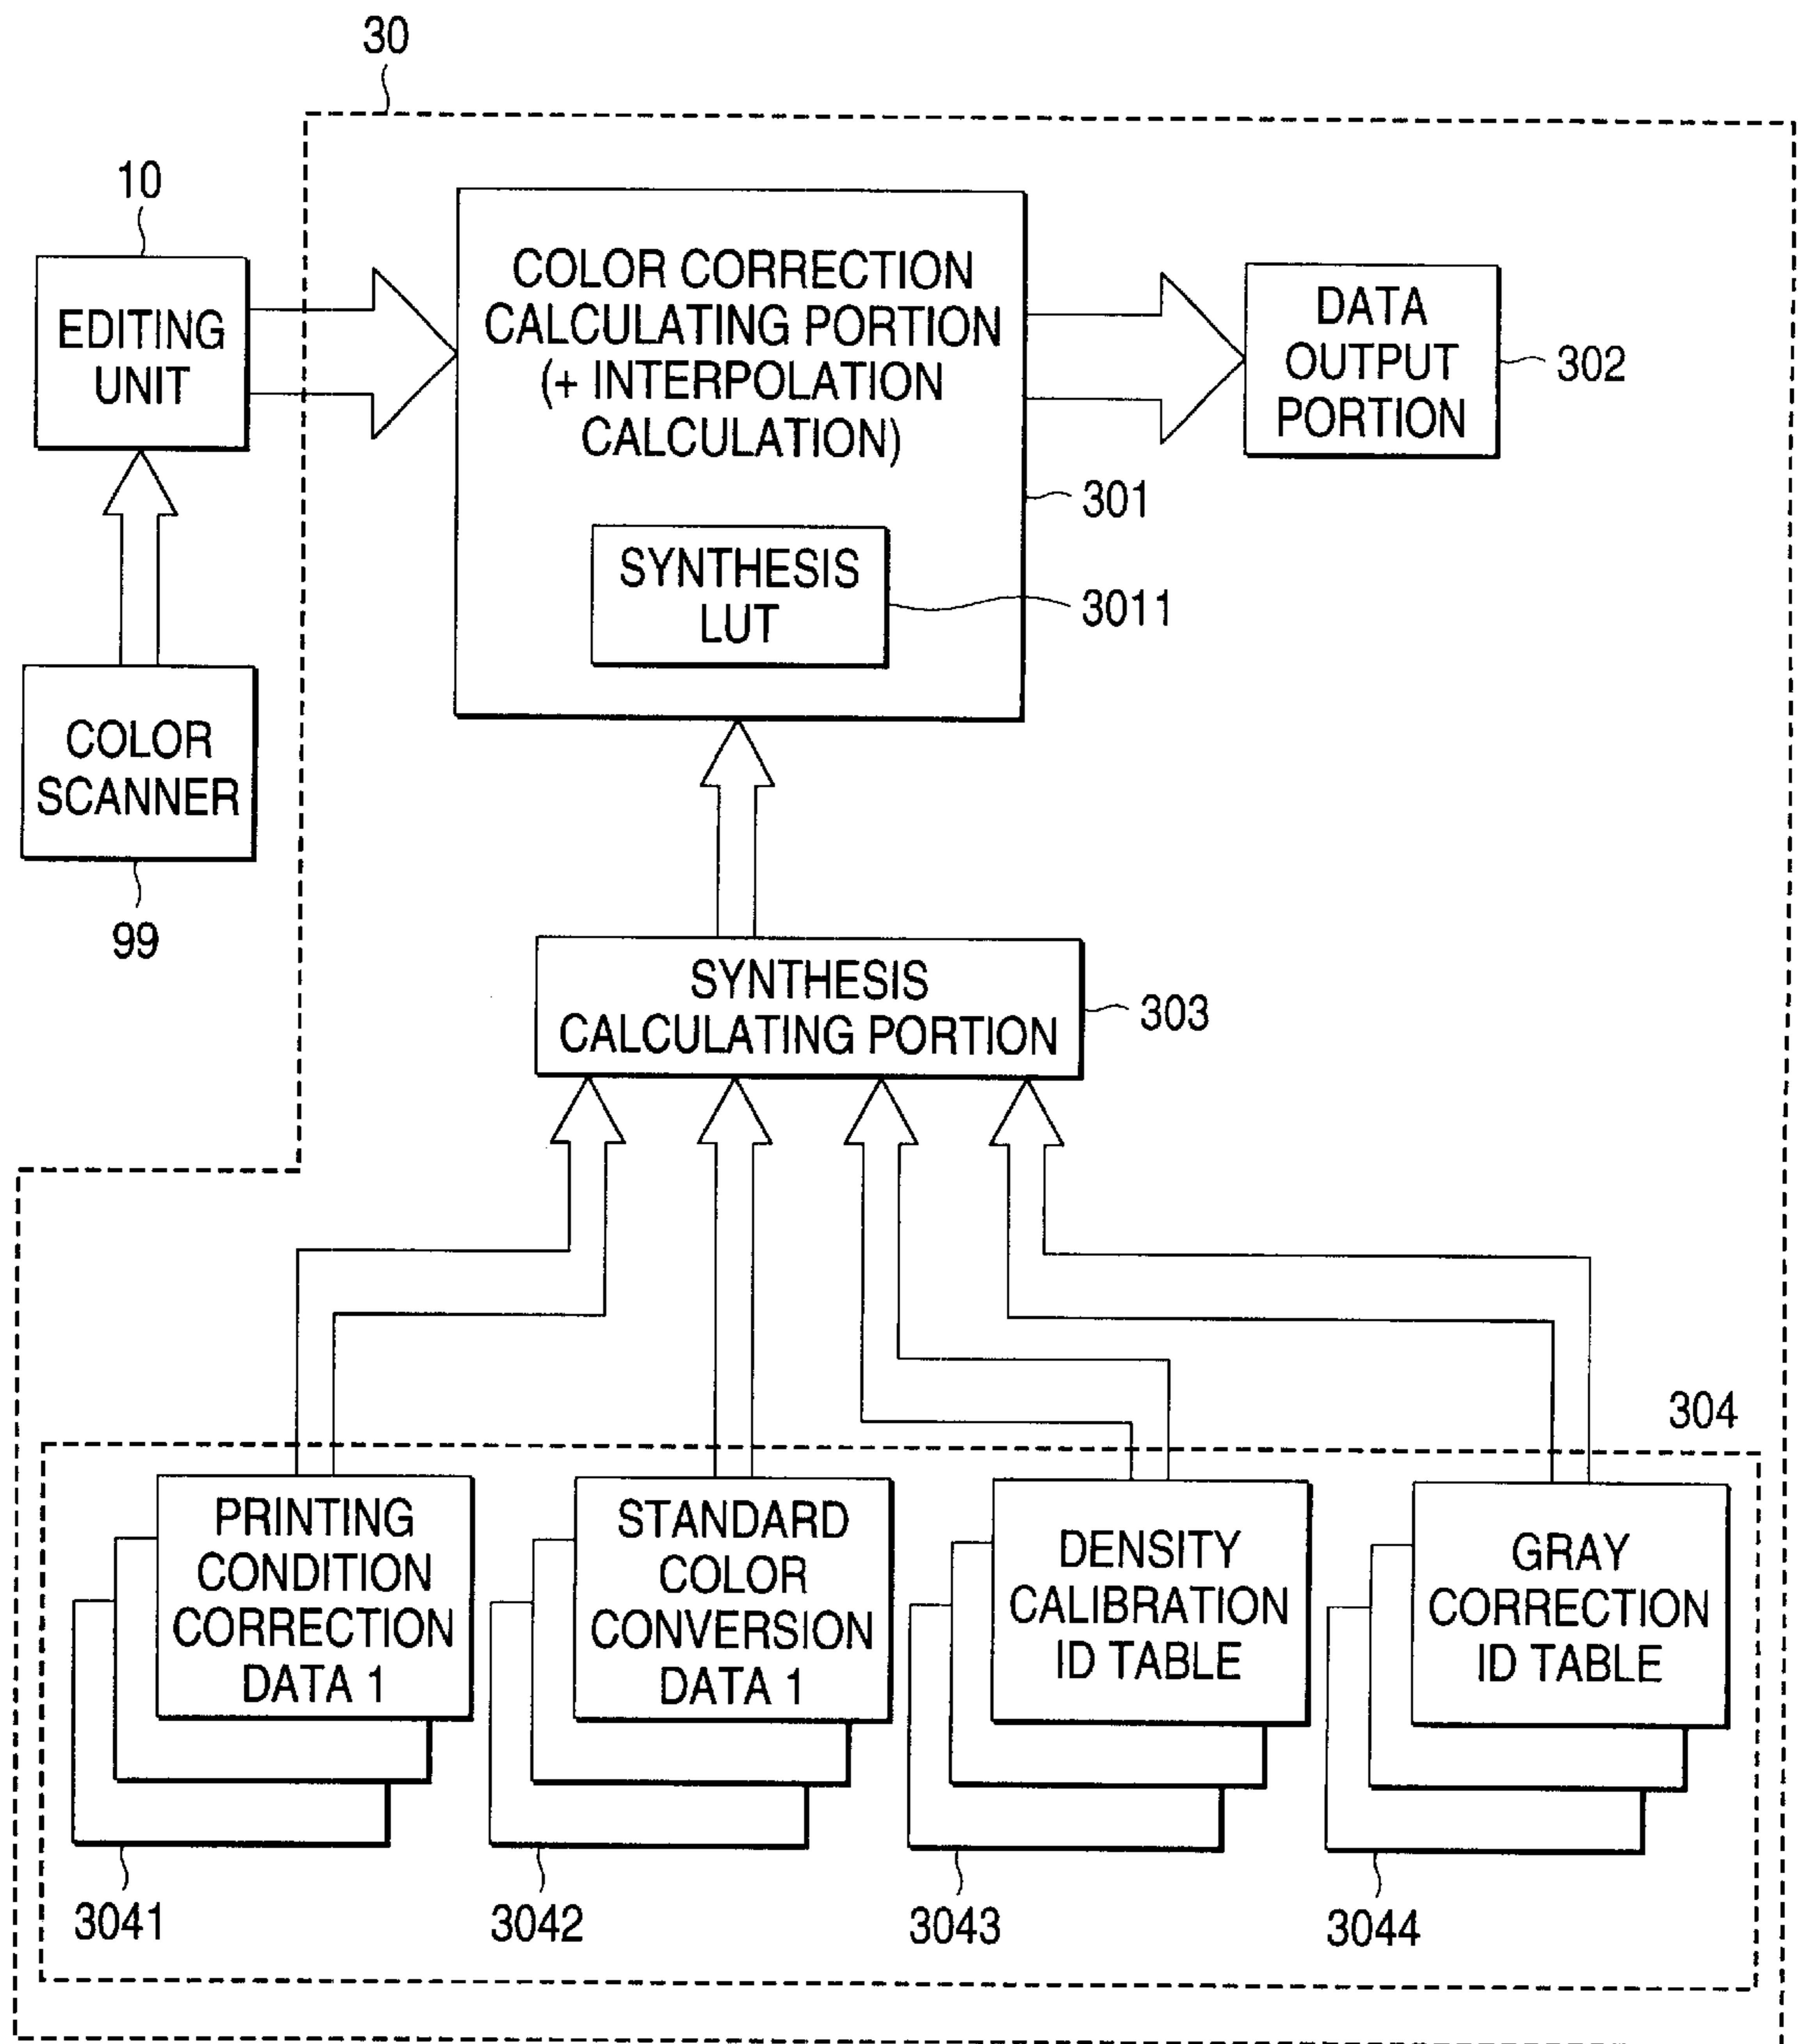 30
10
EDITING
UNIT
COLOR CORRECTION
CALCULATING PORTION
(+ INTERPOLATION
CALCULATION)
DATA
OUTPUT
PORTION
302
301
SYNTHESIS
LUT
3011
COLOR
SCANNER
99
SYNTHESIS
CALCULATING PORTION
303
304
PRINTING
CONDITION
CORRECTION
DATA 1
STANDARD
COLOR
CONVERSION
DATA 1
DENSITY
CALIBRATION
ID TABLE
GRAY
CORRECTION
ID TABLE
3041
3042
3043
3044